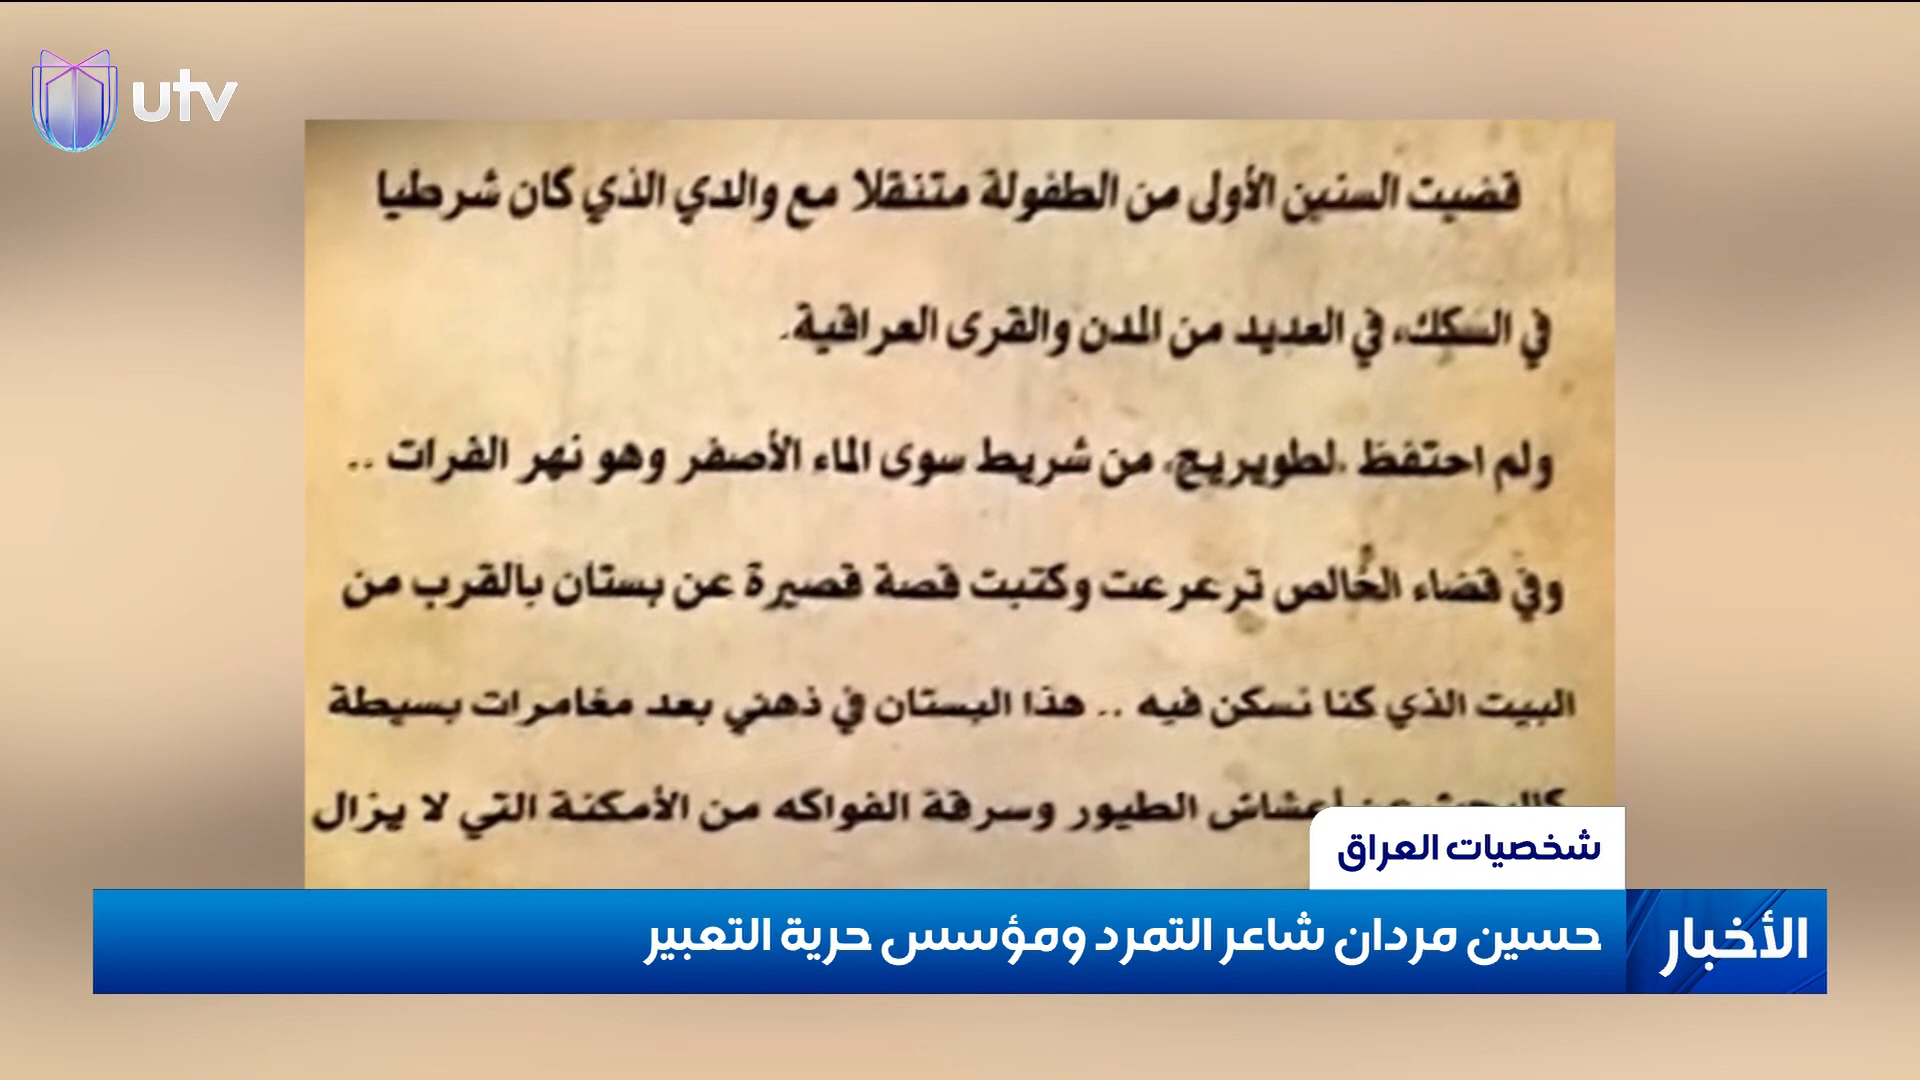 utv
قضيت السنين الأولى من الطفولة متنقلا مع والدي الذي كان شرطيا
في السكك، في العديد من المدن والقرى العراقية.
ولم احتفظ «لطويريج» من شريط سوى الماء الأصفر وهو نهر الفرات ..
وفي قضاء الخالص ترعرعت وكتبت قصة قصيرة عن بستان بالقرب من
البيت الذي كنا نسكن فيه .. هذا البستان في ذهني بعد مغامرات بسيطة
أعشاش الطيور وسرقة الفواكه من الأمكنة التي لا يزال
شخصيات العراق
الأخبار
حسين مردان شاعر التمرد ومؤسس حرية التعبير